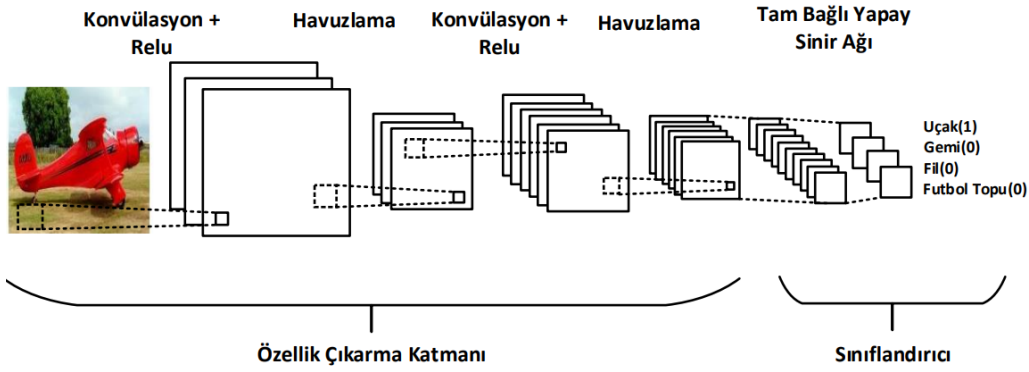 Konvülasyon +
Relu
Havuzlama
Konvülasyon +
Relu
Havuzlama
Tam Bağlı Yapay
Sinir Ağı
Uçak(1)
Gemi(0)
Fil(0)
Futbol Topu(0)
Özellik Çıkarma Katmanı
Sınıflandırıcı